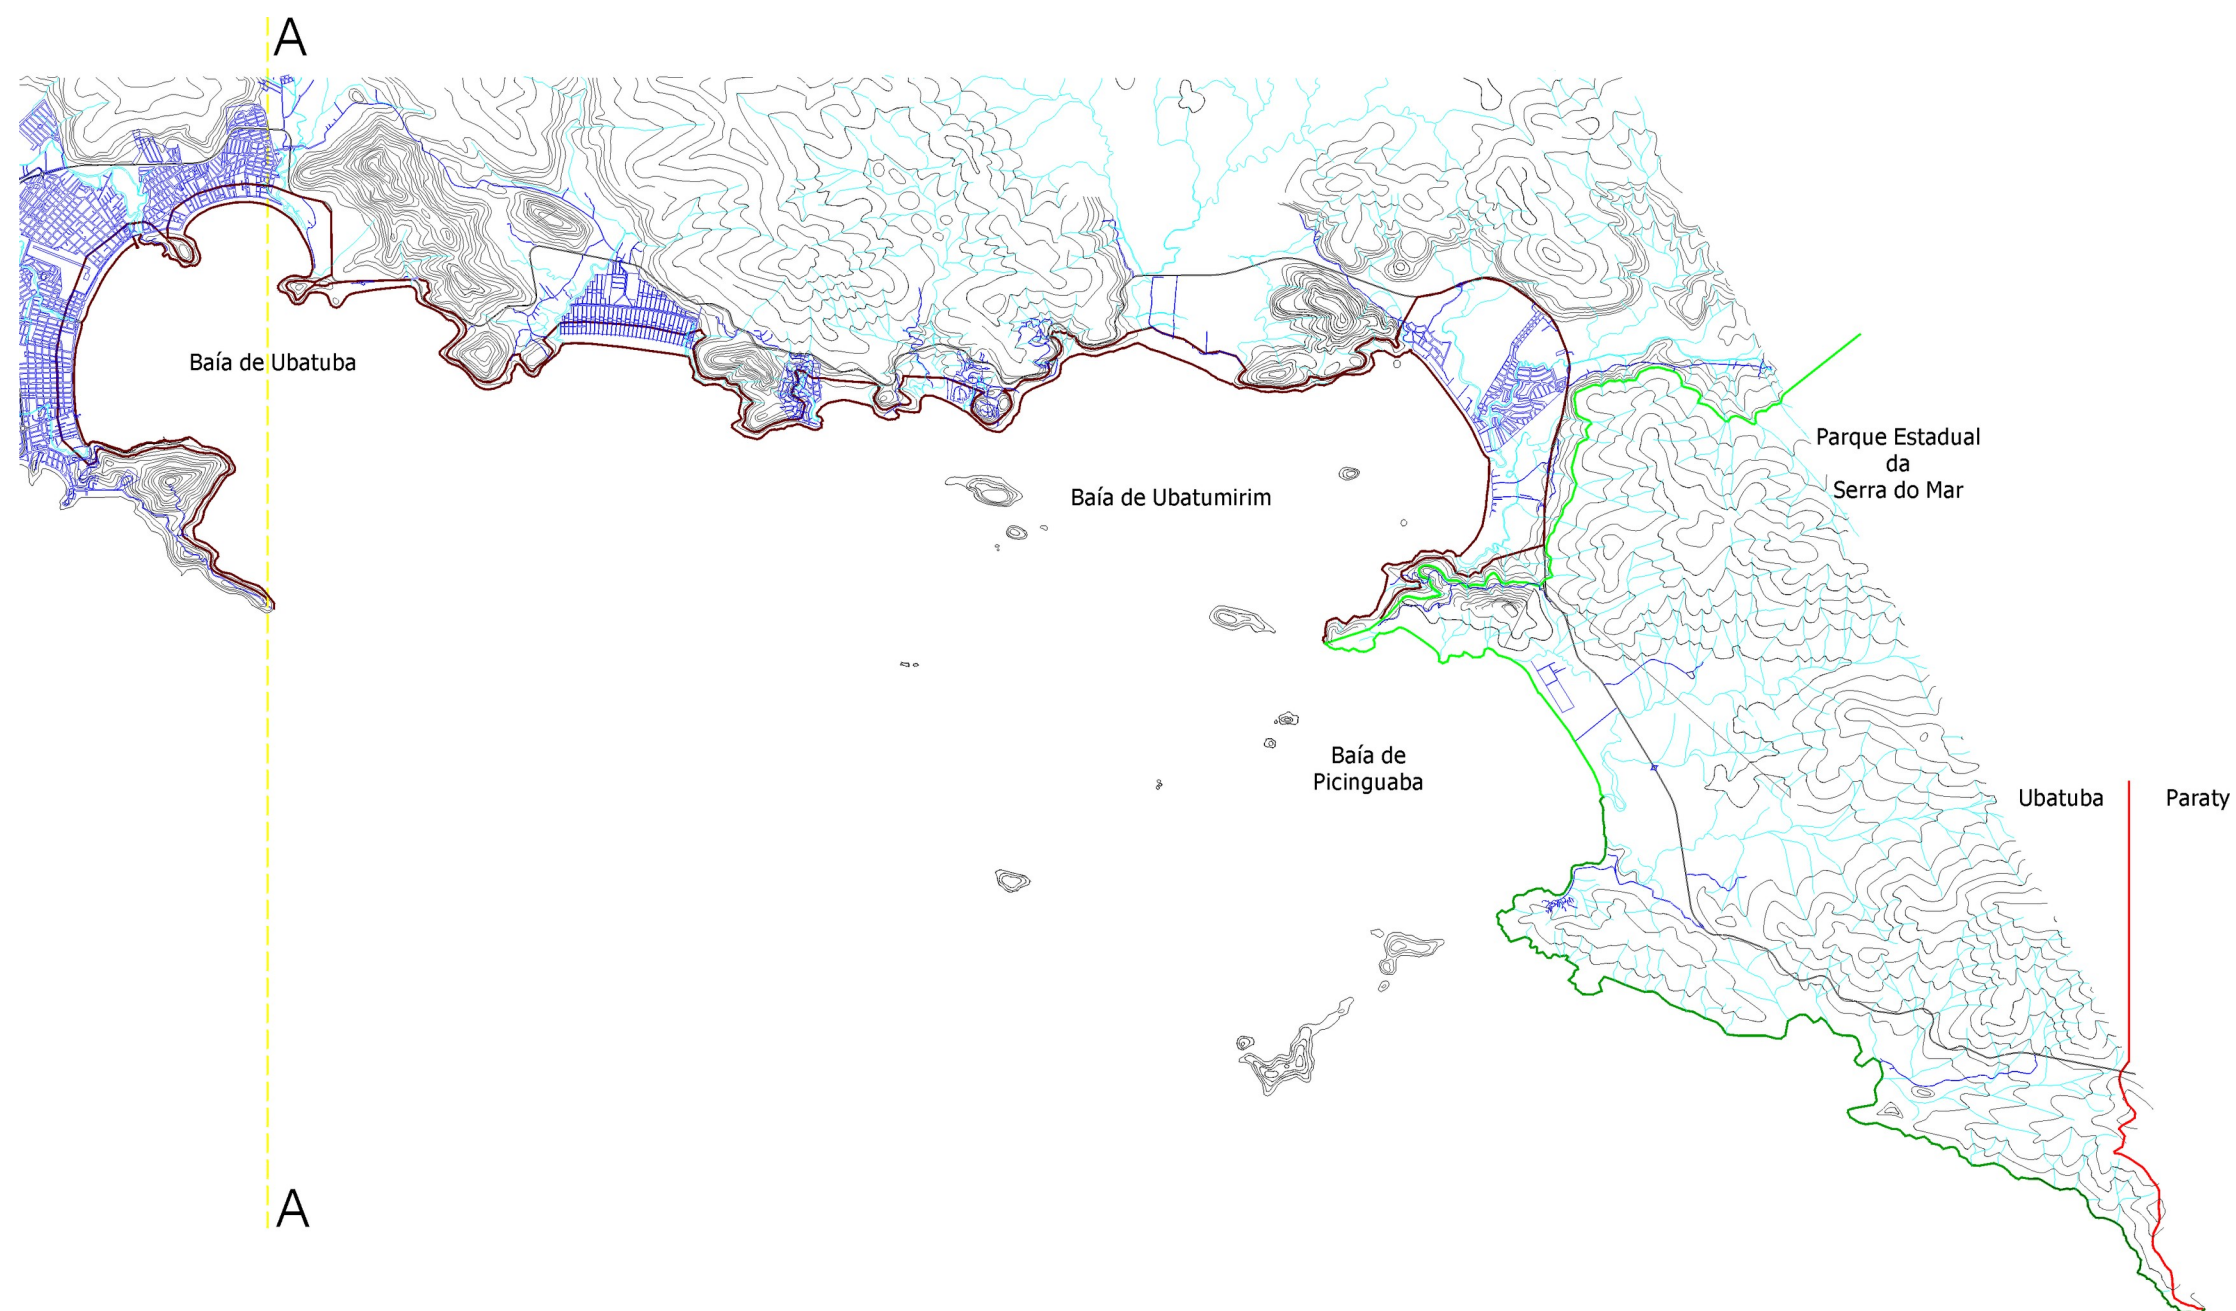 A
Baía de Ubatuba
Parque Estadual
da
Serra do Mar
Baía de Ubatumirim
Baía de
Picinguaba
Ubatuba
Paraty
A